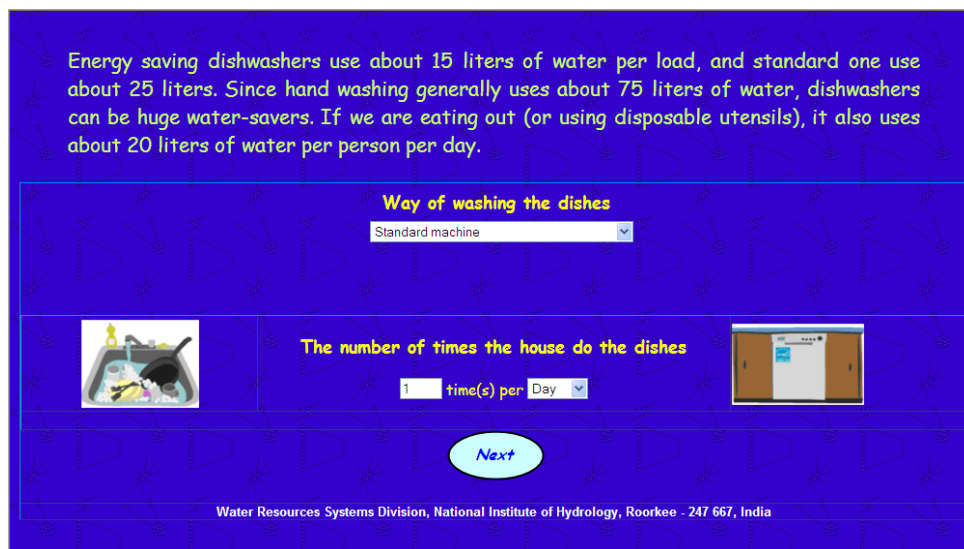 Energy saving dishwashers use about 15 liters of water per load, and standard one use
about 25 liters. Since hand washing generally uses about 75 liters of water, dishwashers
can be huge water-savers. If we are eating out (or using disposable utensils), it also uses
about 20 liters of water per person per day.
Way of washing the dishes
Standard machine
The number of times the house do the dishes
1 time(s) per Day
Next
Water Resources Systems Division, National Institute of Hydrology, Roorkee - 247 667, India